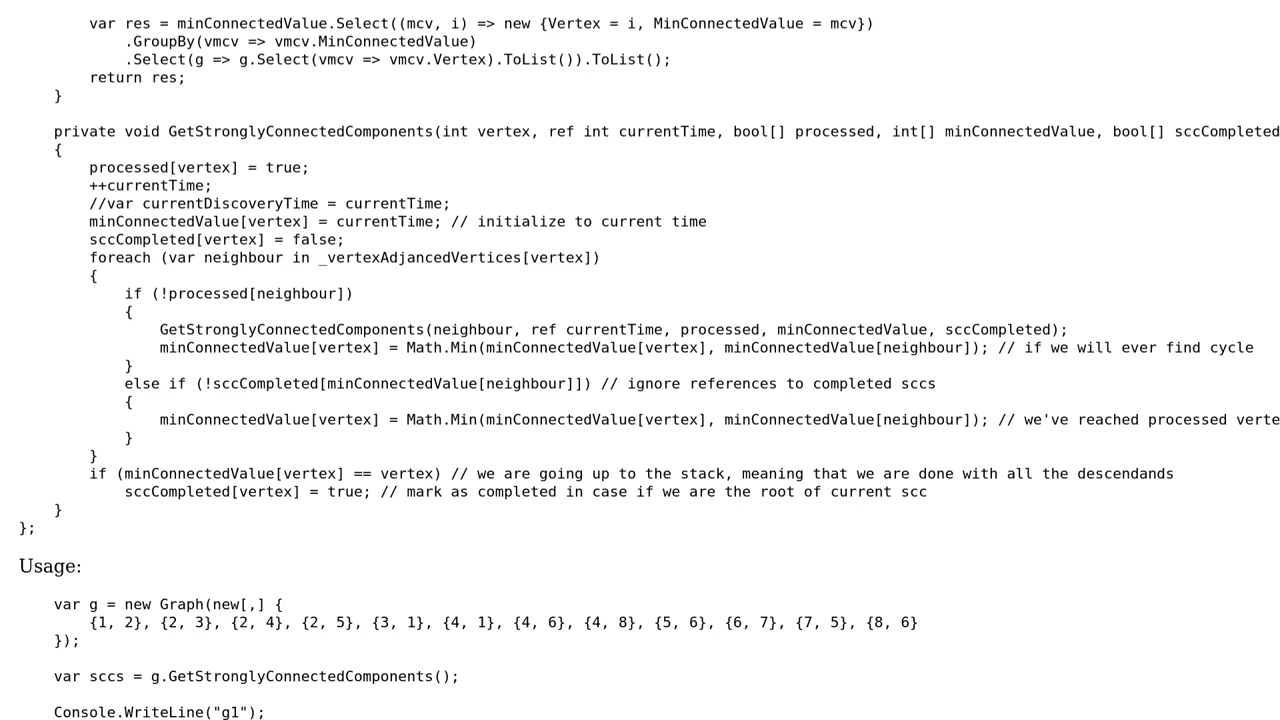 var res = minConnectedValue.Select((mcv, i) => new {Vertex = i, MinConnectedValue = mcv})
.GroupBy(vmcv => vmcv.MinConnectedValue)
.Select(g => g.Select(vmcv => vmcv.Vertex).ToList()).ToList();
return res;
}
private void GetStronglyConnectedComponents(int vertex, ref int currentTime, bool[] processed, int[] minConnectedValue, bool[] sccCompleted
{
processed[vertex] = true;
++currentTime;
//var currentDiscoveryTime = currentTime;
minConnectedValue[vertex] = currentTime; // initialize to current time
sccCompleted[vertex] = false;
foreach (var neighbour in _vertexAdjancedVertices[vertex])
{
if (!processed[neighbour])
{
GetStronglyConnectedComponents(neighbour, ref currentTime, processed, minConnectedValue, sccCompleted);
minConnectedValue[vertex] = Math.Min(minConnectedValue[vertex], minConnectedValue[neighbour]); // if we will ever find cycle
}
else if (!sccCompleted[minConnectedValue[neighbour]]) // ignore references to completed sccs
{
minConnectedValue[vertex] = Math.Min(minConnectedValue[vertex], minConnectedValue[neighbour]); // we've reached processed verte
}
}
if (minConnectedValue[vertex] == vertex) // we are going up to the stack, meaning that we are done with all the descendands
sccCompleted[vertex] = true; // mark as completed in case if we are the root of current scc
}
};
Usage:
var g = new Graph(new[,] {
{1, 2}, {2, 3}, {2, 4}, {2, 5}, {3, 1}, {4, 1}, {4, 6}, {4, 8}, {5, 6}, {6, 7}, {7, 5}, {8, 6}
});
var sccs = g.GetStronglyConnectedComponents();
Console.WriteLine("g1");